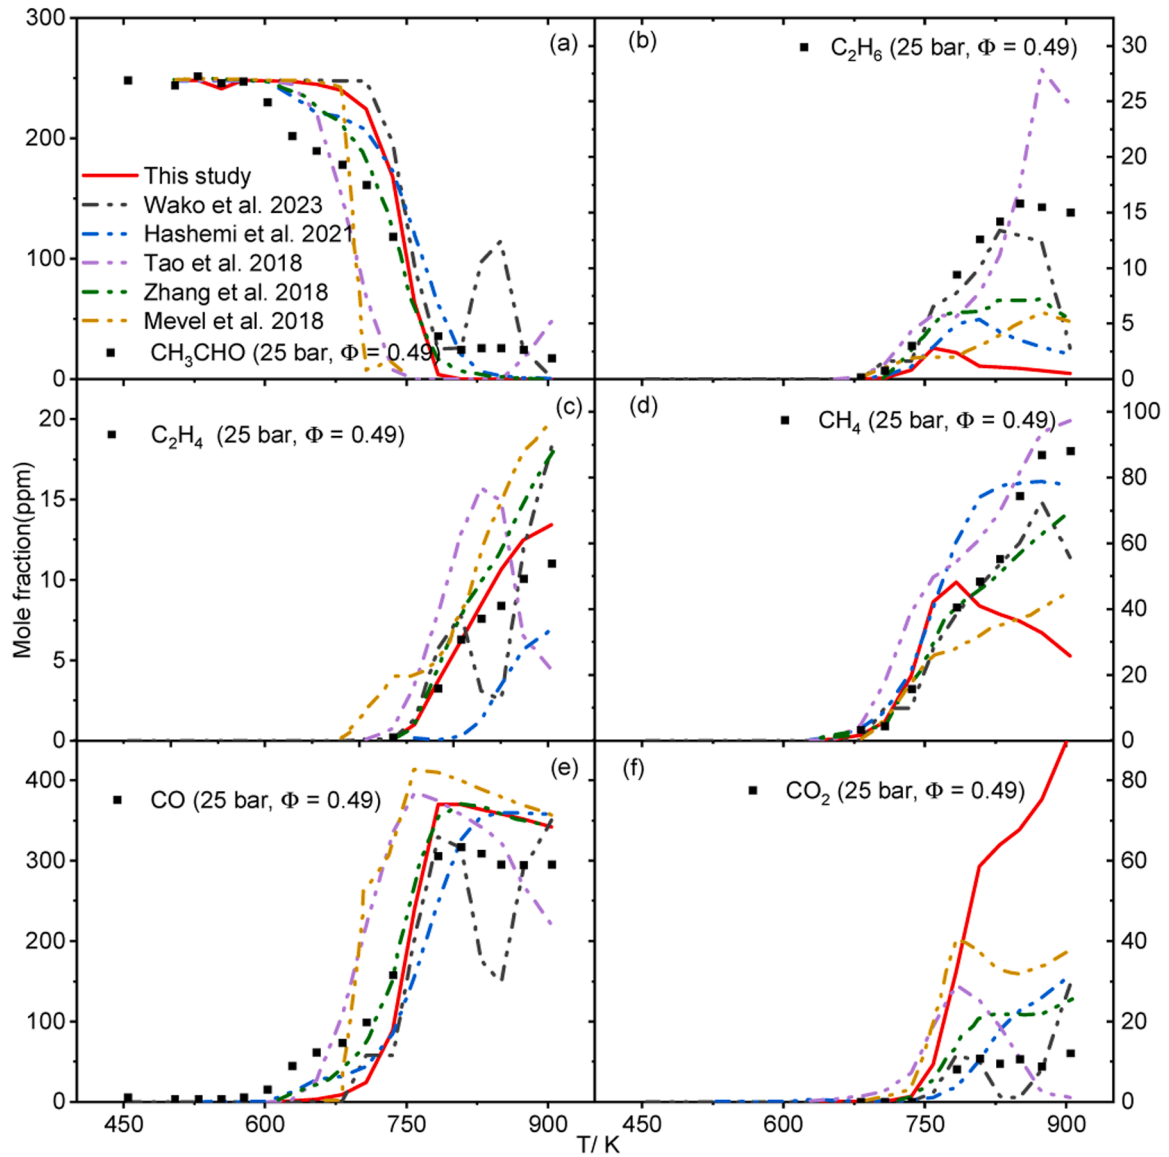 300
200
100
0
(a)
This study
Wako et al. 2023
Hashemi et al. 2021
Tao et al. 2018
Zhang et al. 2018
Mevel et al. 2018
CH₃CHO (25 bar, Φ = 0.49)
(b)
C₂H₆ (25 bar, Φ = 0.49)
32
30
25
20
15
10
5
0
Mole fraction(ppm)
20
15
10
5
0
(c)
C₂H₄ (25 bar, Φ = 0.49)
(d)
CH₄ (25 bar, Φ = 0.49)
100
80
60
40
20
0
400
300
200
100
0
(e)
CO (25 bar, Φ = 0.49)
(f)
CO₂ (25 bar, Φ = 0.49)
80
60
40
20
0
450 600 750 900 450 600 750 900
T/ K